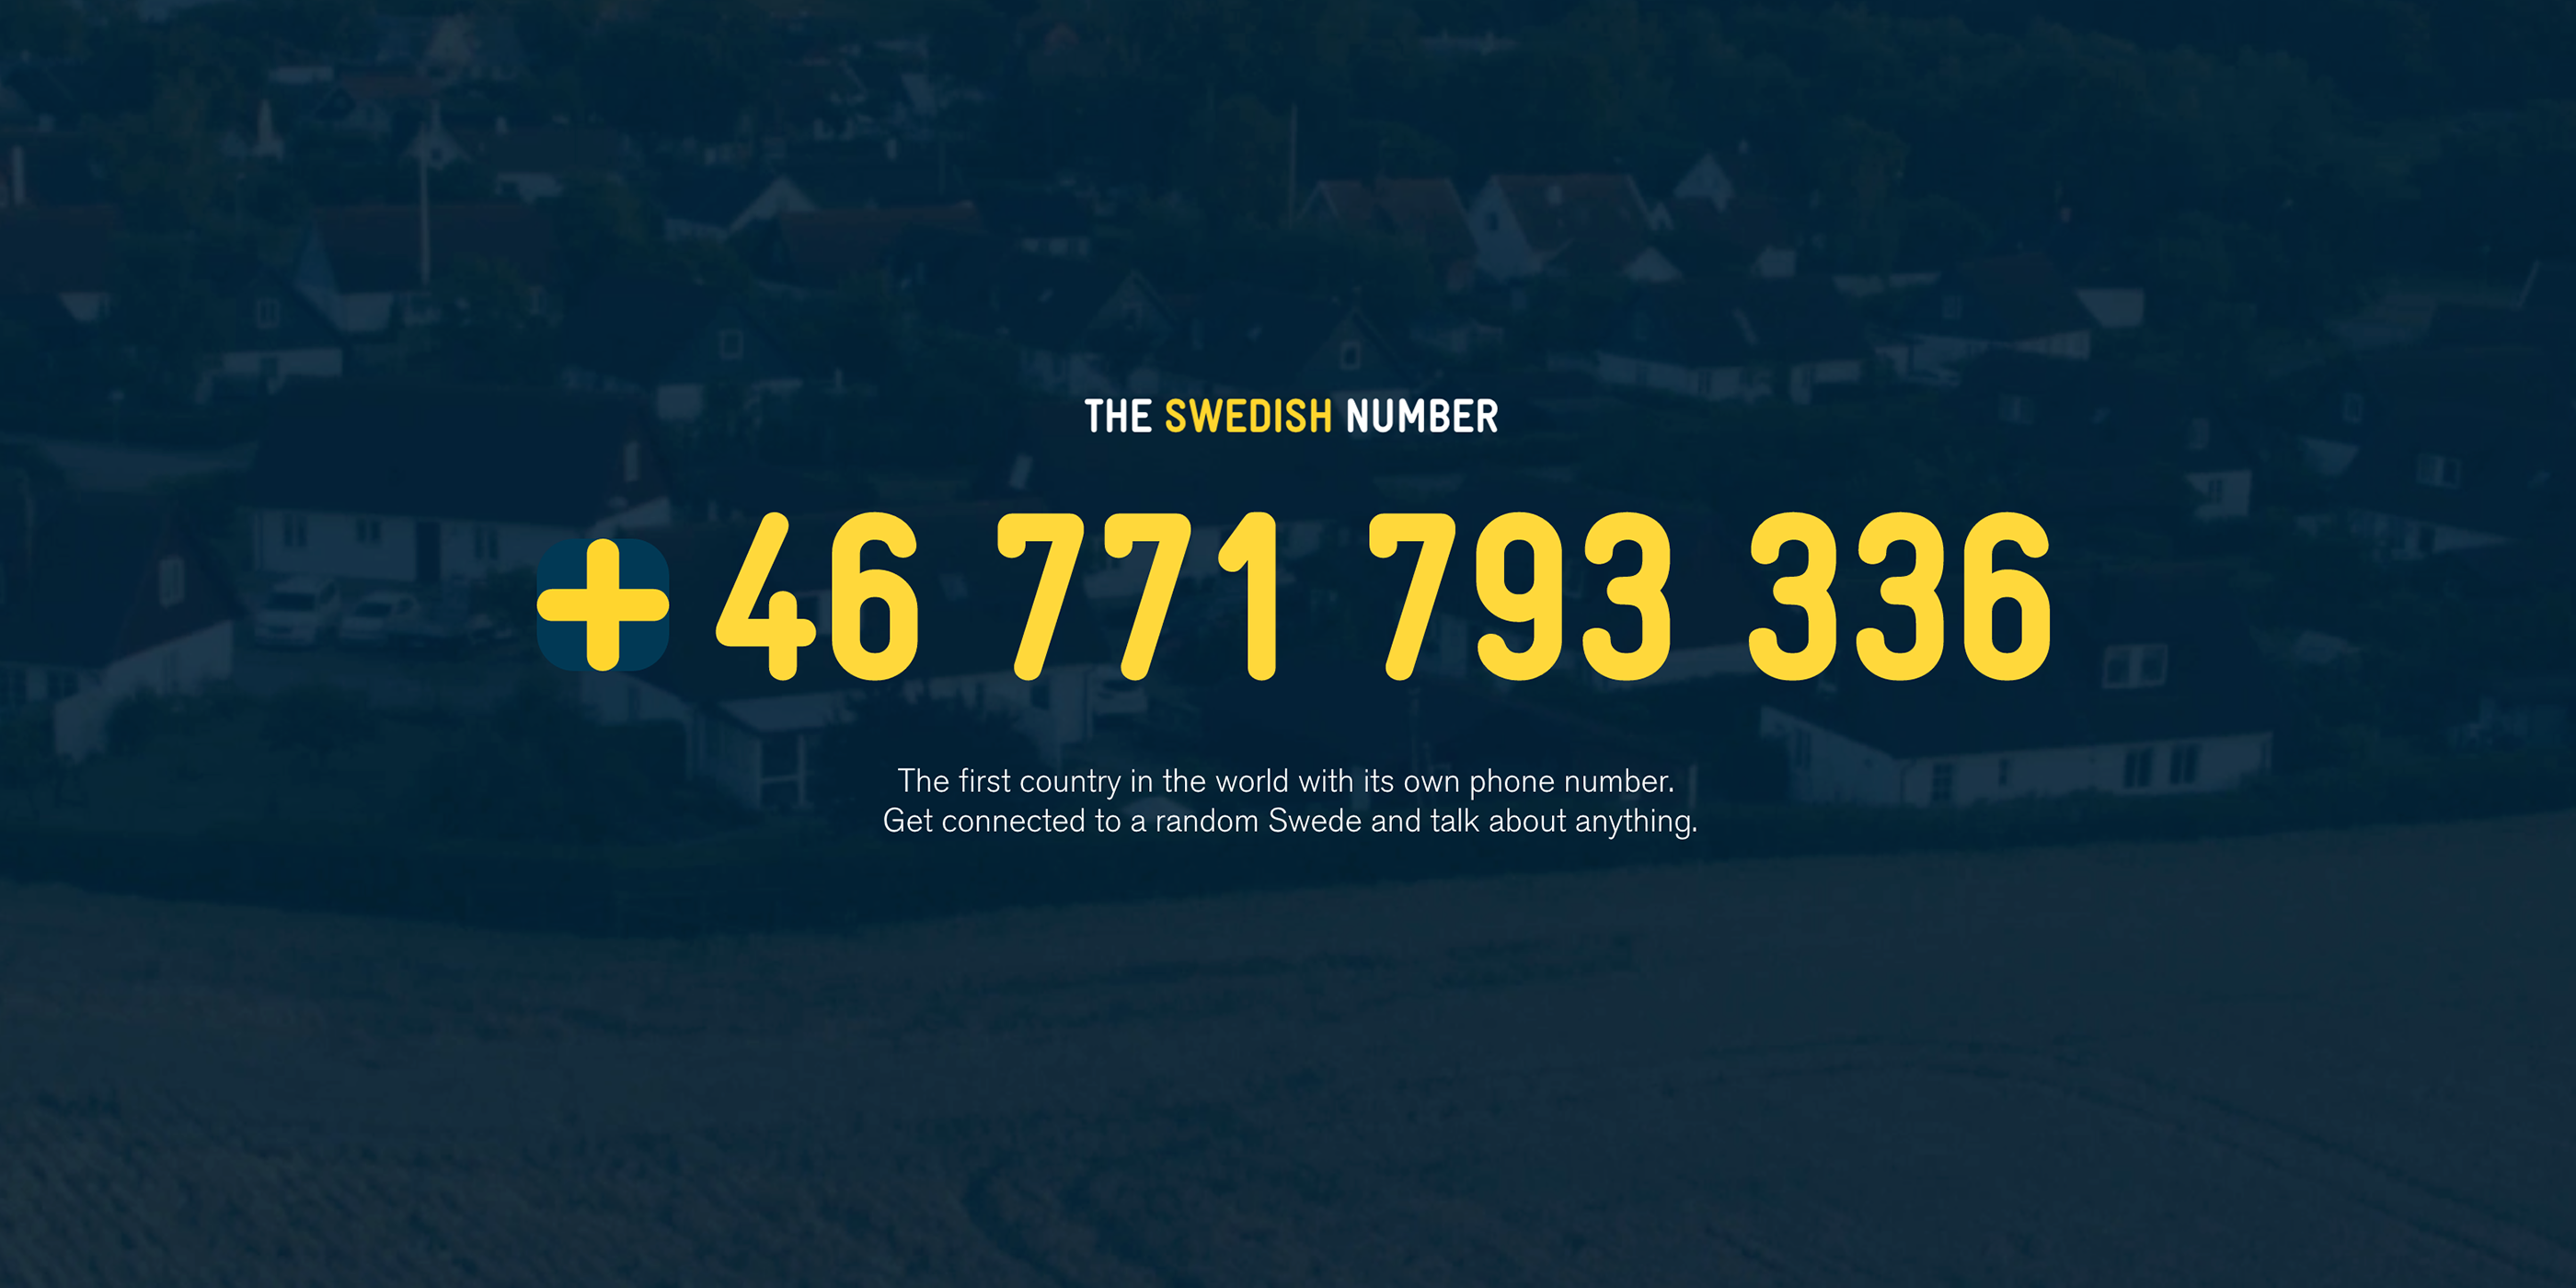 THE SWEDISH NUMBER
+ 46 771 793 336
The first country in the world with its own phone number.
Get connected to a random Swede and talk about anything.